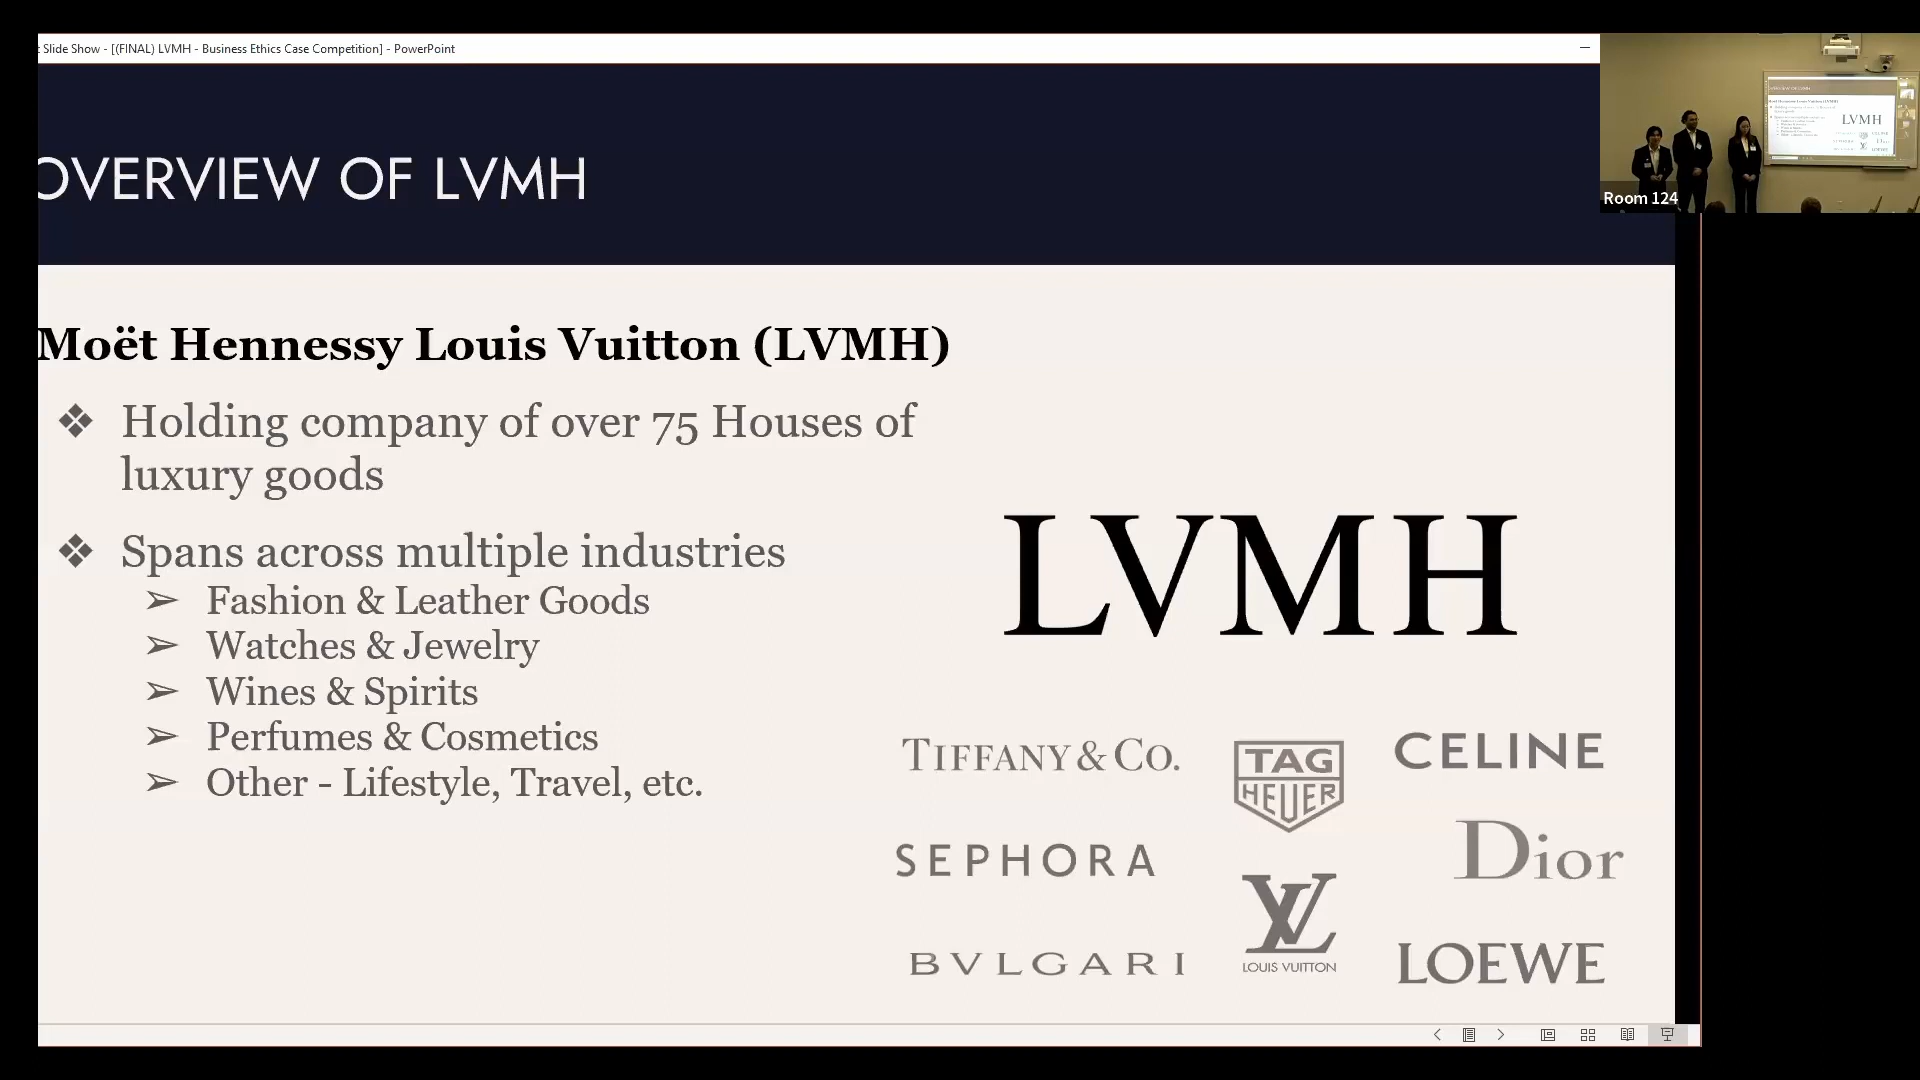 Slide Show - [(FINAL) LVMH - Business Ethics Case Competition] - PowerPoint
OVERVIEW OF LVMH
Room 124
Moët Hennessy Louis Vuitton (LVMH)
❖ Holding company of over 75 Houses of
luxury goods
❖ Spans across multiple industries
➢ Fashion & Leather Goods
➢ Watches & Jewelry
➢ Wines & Spirits
➢ Perfumes & Cosmetics
➢ Other - Lifestyle, Travel, etc.
LVMH
TIFFANY & CO.
TAG
HEUER
CELINE
SEPHORA
Dior
BVLGARI
LV
LOUIS VUITTON
LOEWE
LVMH